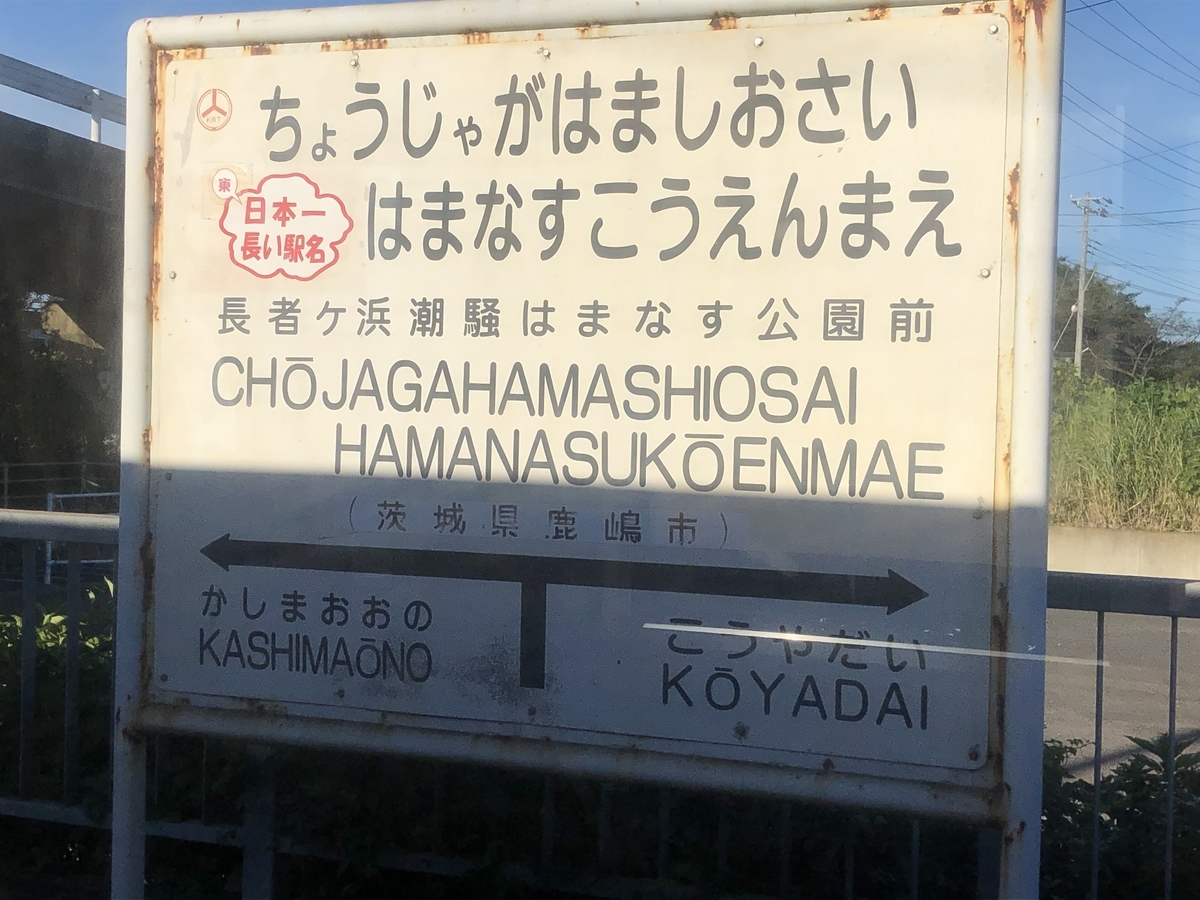 KRT
ちょうじゃがはましおさい
東
日本一
長い駅名
はまなすこうえんまえ
長者ヶ浜潮騒はまなす公園前
CHŌJAGAHAMASHIOSAI
HAMANASUKŌENMAE
(茨城県鹿嶋市)
かしまおおの
KASHIMAŌNO
こうやだい
KŌYADAI